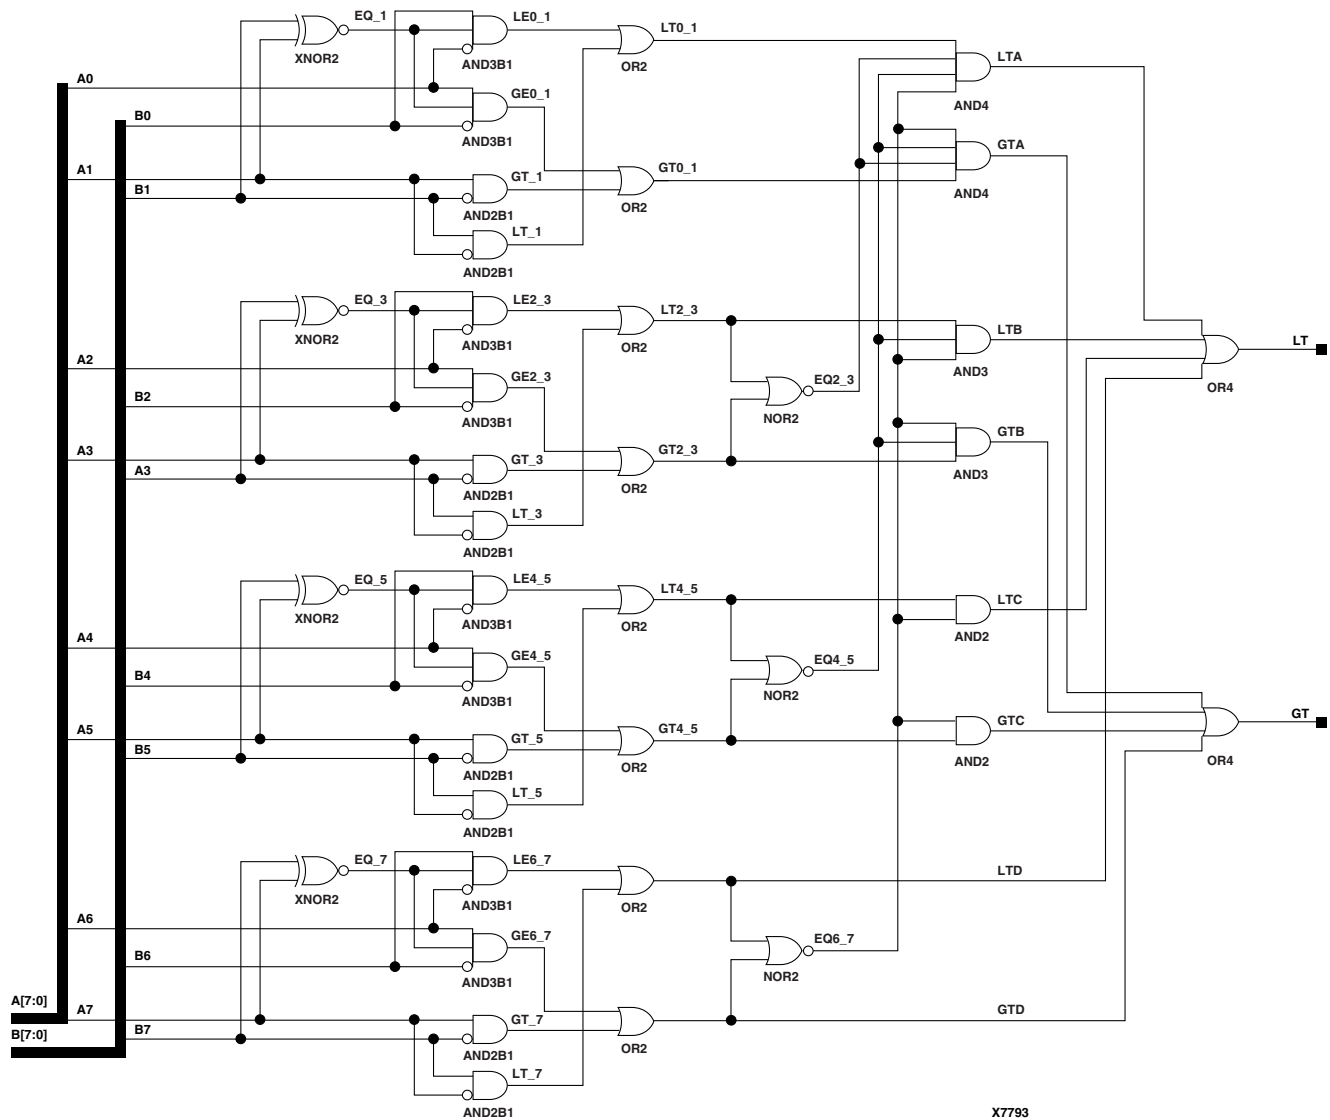 EQ_1
LE0_1
LT0_1
XNOR2
AND3B1
OR2
LTA
A0
GE0_1
AND4
B0
AND3B1
GTA
A1
GT_1
GT0_1
B1
AND2B1
OR2
AND4
LT_1
AND2B1
EQ_3
LE2_3
LT2_3
LTB
LT
XNOR2
AND3B1
OR2
A2
GE2_3
EQ2_3
AND3
OR4
B2
AND3B1
NOR2
GTB
A3
GT_3
GT2_3
A3
AND2B1
OR2
AND3
LT_3
AND2B1
EQ_5
LE4_5
LT4_5
LTC
XNOR2
AND3B1
OR2
AND2
A4
GE4_5
EQ4_5
B4
AND3B1
NOR2
GT
A5
GT_5
GT4_5
GTC
B5
AND2B1
OR2
AND2
OR4
LT_5
AND2B1
EQ_7
LE6_7
LTD
XNOR2
AND3B1
OR2
A6
GE6_7
EQ6_7
B6
AND3B1
NOR2
A[7:0]
A7
GT_7
GTD
B[7:0]
B7
AND2B1
OR2
LT_7
AND2B1
X7793